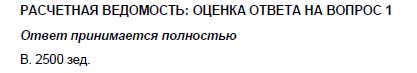 РАСЧЕТНАЯ ВЕДОМОСТЬ: ОЦЕНКА ОТВЕТА НА ВОПРОС 1
Ответ принимается полностью
В. 2500 зед.